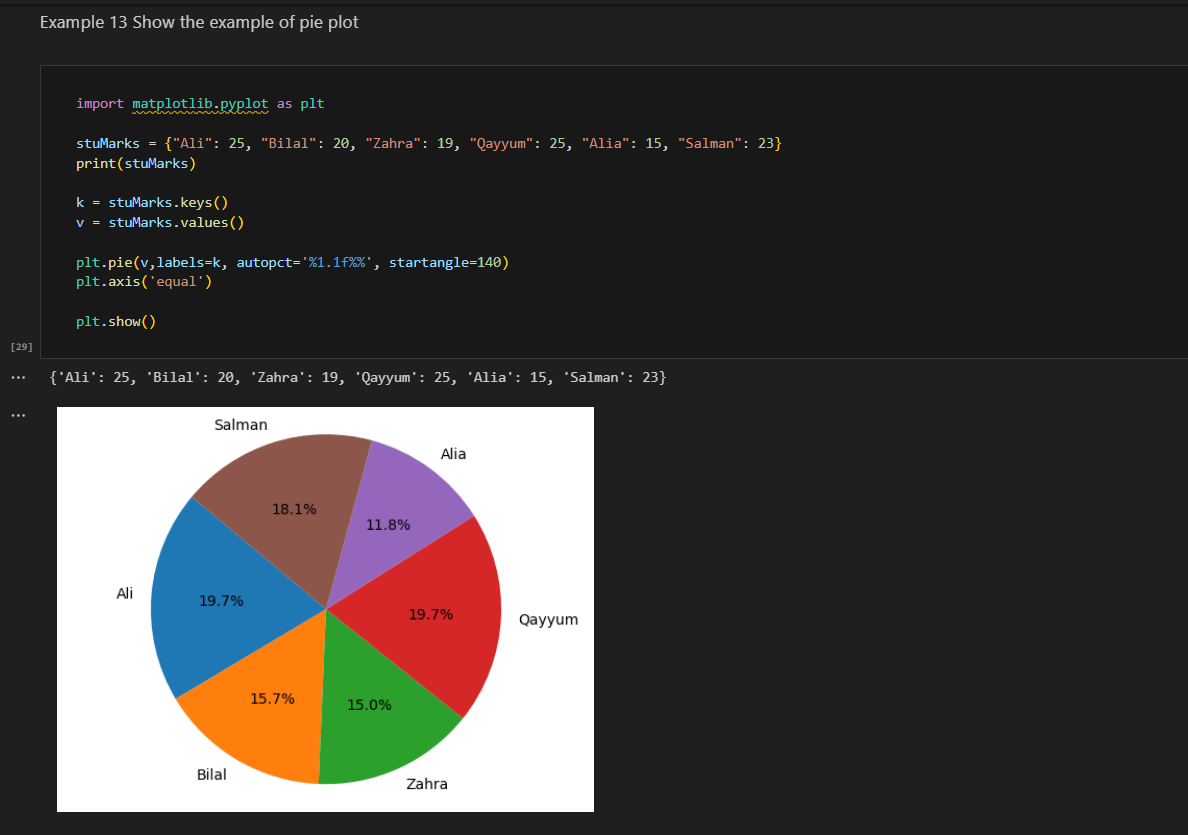 Example 13 Show the example of pie plot
import matplotlib.pyplot as plt
stuMarks = {"Ali": 25, "Bilal": 20, "Zahra": 19, "Qayyum": 25, "Alia": 15, "Salman": 23}
print(stuMarks)
k = stuMarks.keys()
v = stuMarks.values()
plt.pie(v,labels=k, autopct='%1.1f%%', startangle=140)
plt.axis('equal')
plt.show()
[29]
... {'Ali': 25, 'Bilal': 20, 'Zahra': 19, 'Qayyum': 25, 'Alia': 15, 'Salman': 23}
...
Salman
Alia
18.1%
11.8%
Ali
19.7%
19.7%
Qayyum
15.7%
15.0%
Bilal
Zahra